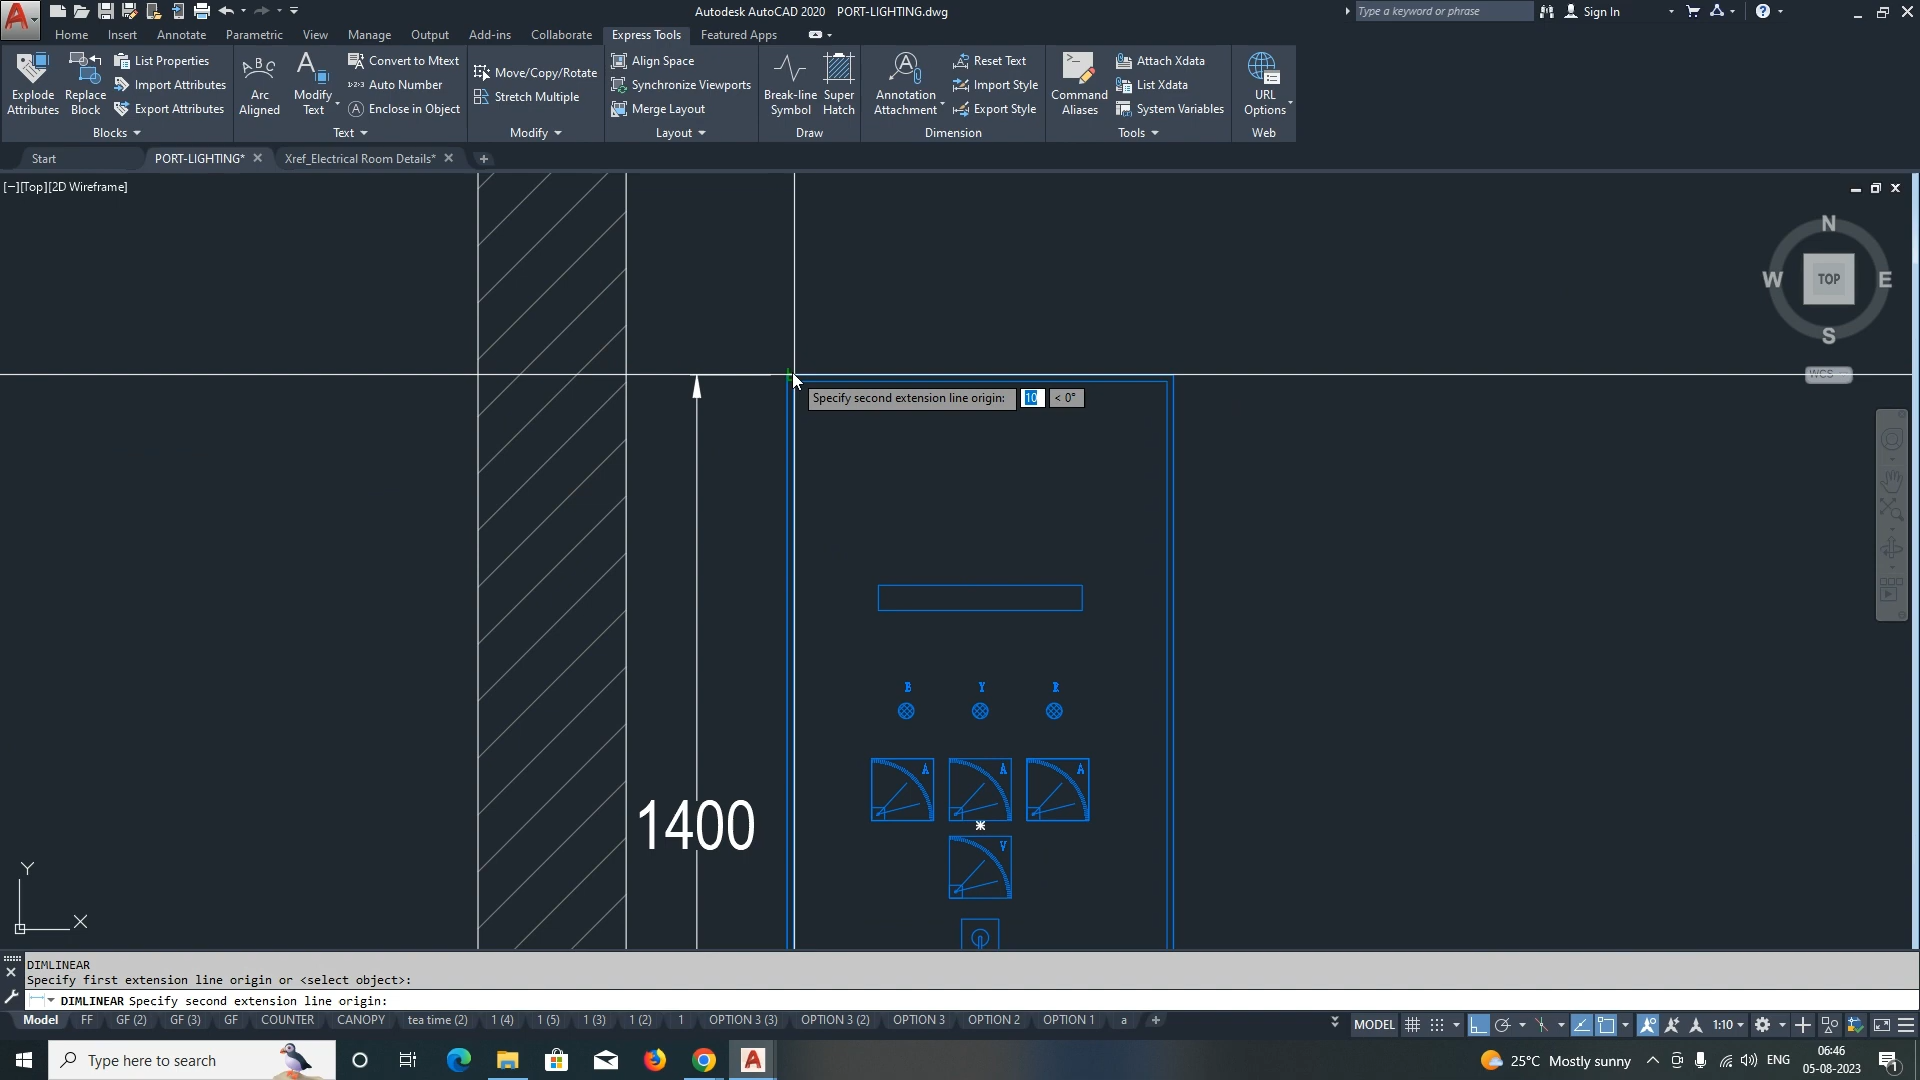 Autodesk AutoCAD 2020 PORT-LIGHTING.dwg
Type a keyword or phrase
Sign In
Home Insert Annotate Parametric View Manage Output Add-ins Collaborate Express Tools Featured Apps
Explode Attributes
Replace Block
List Properties
Import Attributes
Export Attributes
Blocks
ABC
Arc Aligned
Modify Text
Convert to Mtext
Auto Number
Enclose in Object
Text
Move/Copy/Rotate
Stretch Multiple
Modify
Align Space
Synchronize Viewports
Merge Layout
Layout
Break-line Symbol
Super Hatch
Draw
Annotation Attachment
Reset Text
Import Style
Export Style
Dimension
Command Aliases
Attach Xdata
List Xdata
System Variables
Tools
URL Options
Web
Start PORT-LIGHTING* Xref_Electrical Room Details*
[−][Top][2D Wireframe]
N
W TOP E
S
WCS
Specify second extension line origin: 10 < 0°
B Y R
A A A
1400
V
Y
X
DIMLINEAR
Specify first extension line origin or <select object>:
DIMLINEAR Specify second extension line origin:
Model FF GF (2) GF (3) GF COUNTER CANOPY tea time (2) 1 (4) 1 (5) 1 (3) 1 (2) 1 OPTION 3 (3) OPTION 3 (2) OPTION 3 OPTION 2 OPTION 1 a + MODEL 1:10
Type here to search
25°C Mostly sunny
ENG
06:46
05-08-2023
1